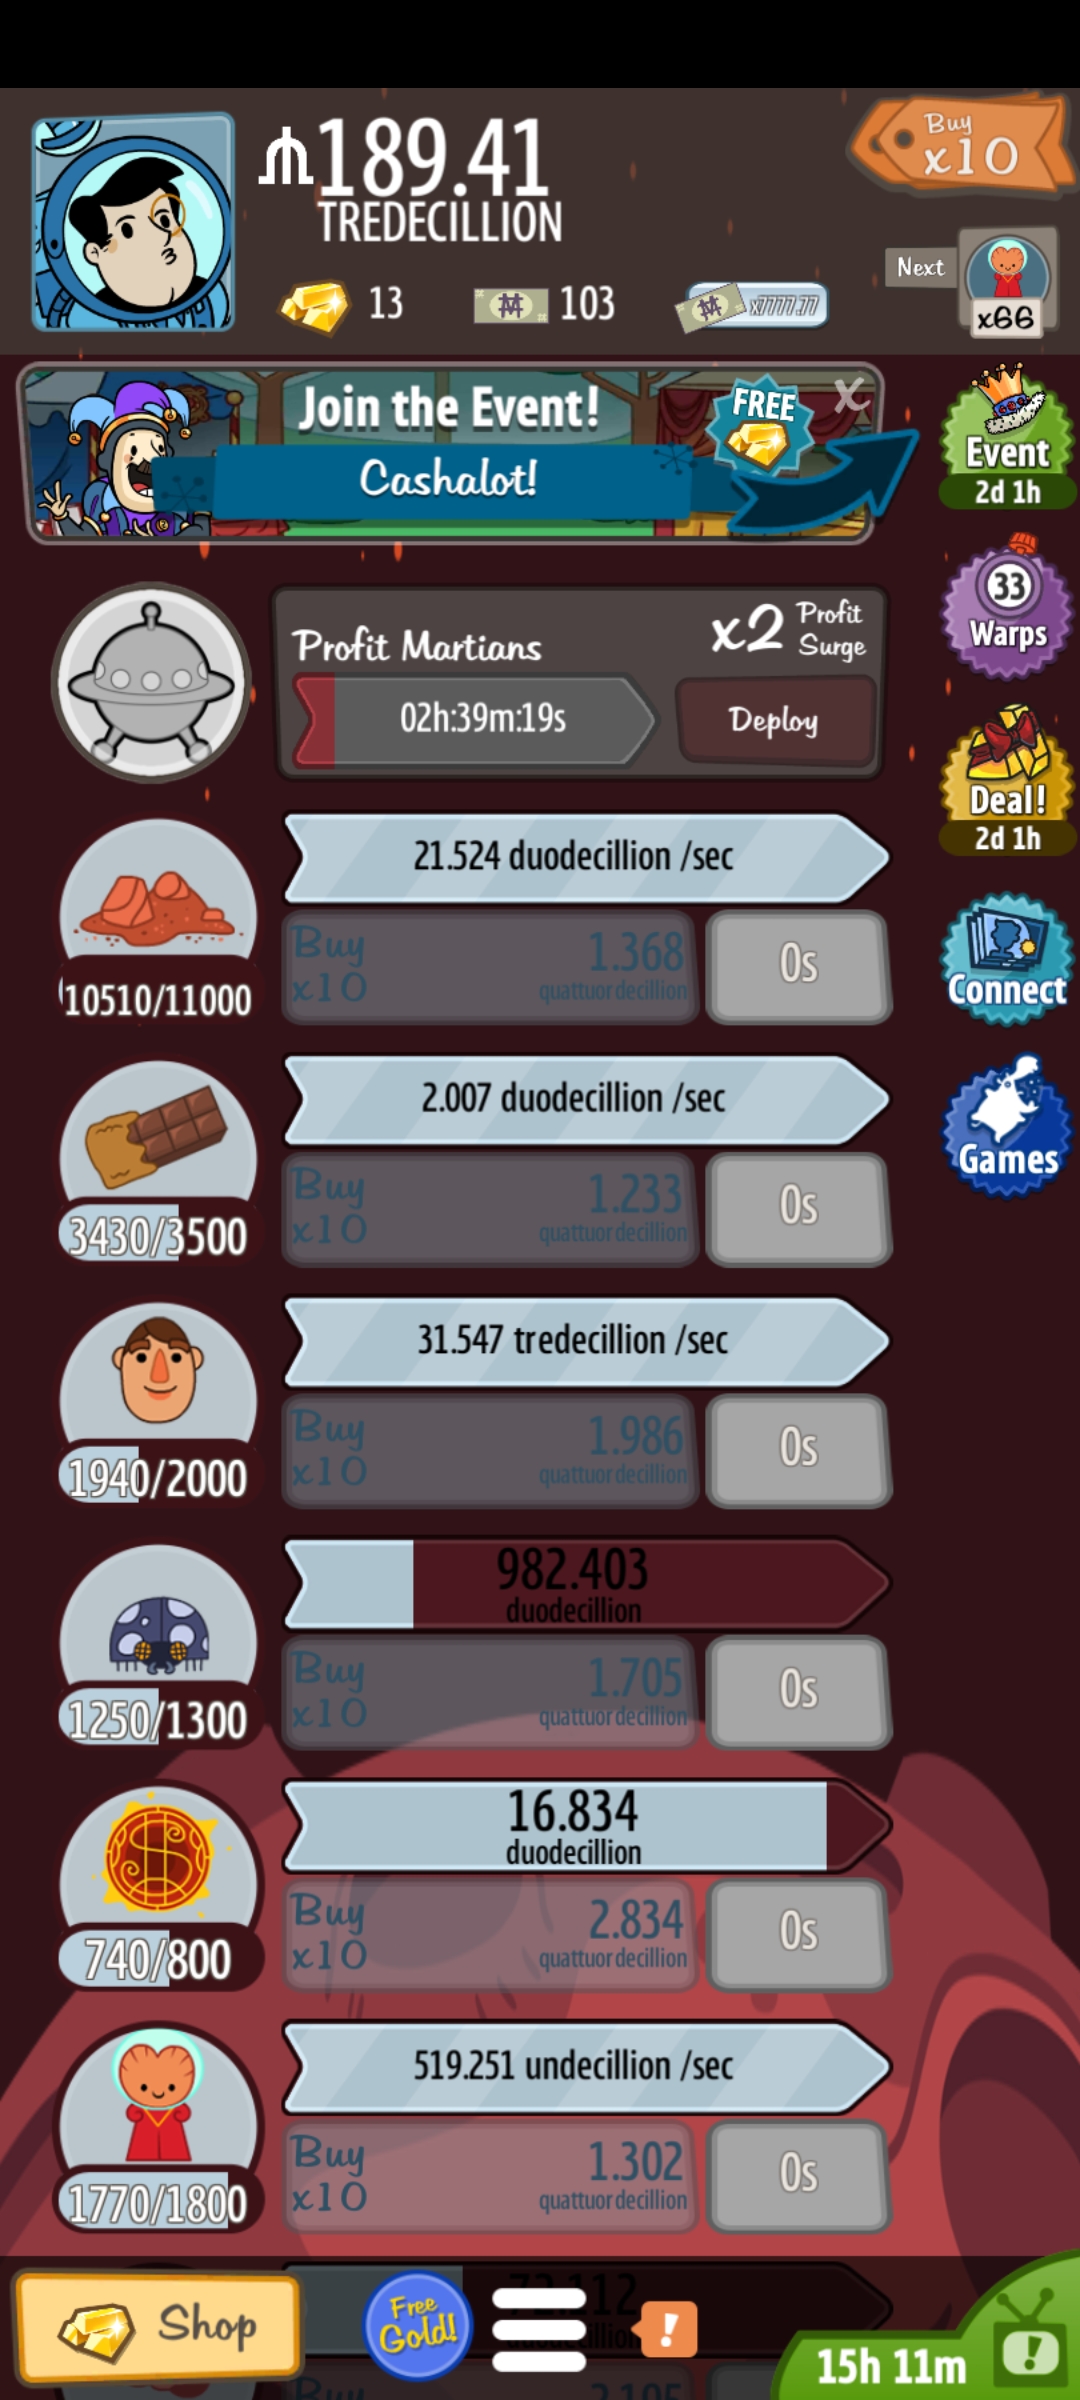 189.41
TREDECILLION
Buy
x10
13
103
x7777.77
Next
x66
Join the Event!
Cashalot!
FREE
X
Event
2d 1h
33
Warps
Profit Martians
x2 Profit
Surge
02h:39m:19s
Deploy
Deal!
2d 1h
21.524 duodecillion /sec
Buy
x10
1.368
quattuordecillion
0s
10510/11000
Connect
2.007 duodecillion /sec
Buy
x10
1.233
quattuordecillion
0s
3430/3500
Games
31.547 tredecillion /sec
Buy
x10
1.986
quattuordecillion
0s
1940/2000
982.403
duodecillion
Buy
x10
1.705
quattuordecillion
0s
1250/1300
16.834
duodecillion
Buy
x10
2.834
quattuordecillion
0s
740/800
519.251 undecillion /sec
Buy
x10
1.302
quattuordecillion
0s
1770/1800
Shop
Free
Gold!
!
15h 11m
!
Buy